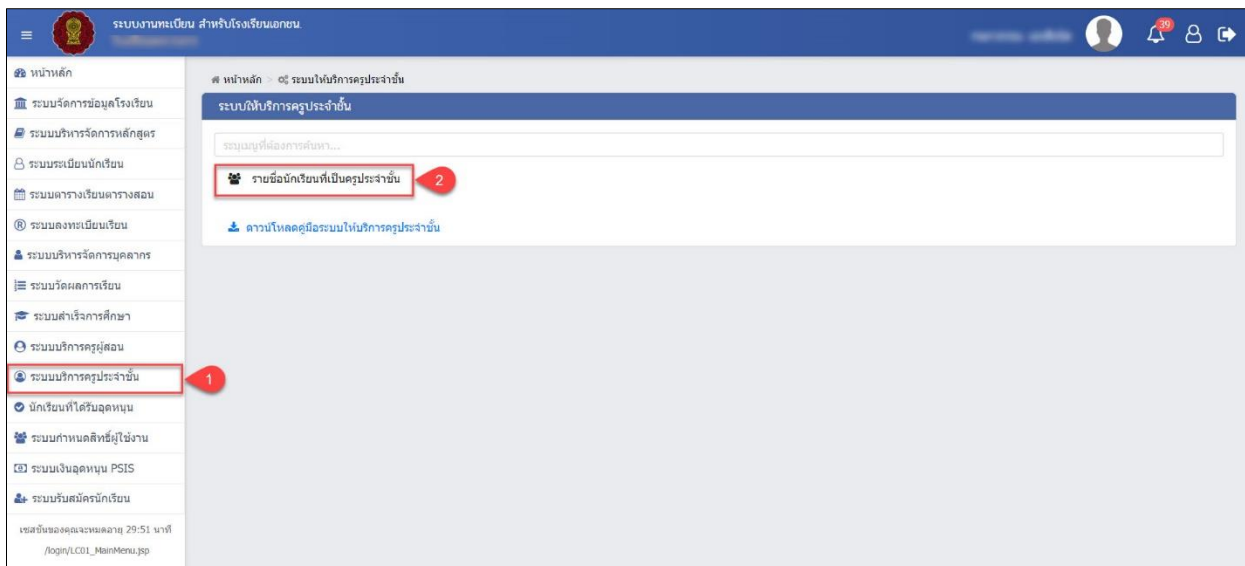 ระบบงานทะเบียน สำหรับโรงเรียนเอกชน
39
หน้าหลัก
ระบบจัดการข้อมูลโรงเรียน
ระบบบริหารจัดการหลักสูตร
ระบบระเบียนนักเรียน
ระบบตารางเรียนตารางสอน
ระบบลงทะเบียนเรียน
ระบบบริหารจัดการบุคลากร
ระบบวัดผลการเรียน
ระบบสำเร็จการศึกษา
ระบบบริการครูผู้สอน
ระบบบริการครูประจำชั้น
1
นักเรียนที่ได้รับอุดหนุน
ระบบกำหนดสิทธิ์ผู้ใช้งาน
ระบบเงินอุดหนุน PSIS
ระบบรับสมัครนักเรียน
เซสชันของคุณจะหมดอายุ 29:51 นาที
/login/LC01_MainMenu.jsp
หน้าหลัก > ระบบให้บริการครูประจำชั้น
ระบบให้บริการครูประจำชั้น
ระบุเมนูที่ต้องการค้นหา...
รายชื่อนักเรียนที่เป็นครูประจำชั้น
2
ดาวน์โหลดคู่มือระบบให้บริการครูประจำชั้น